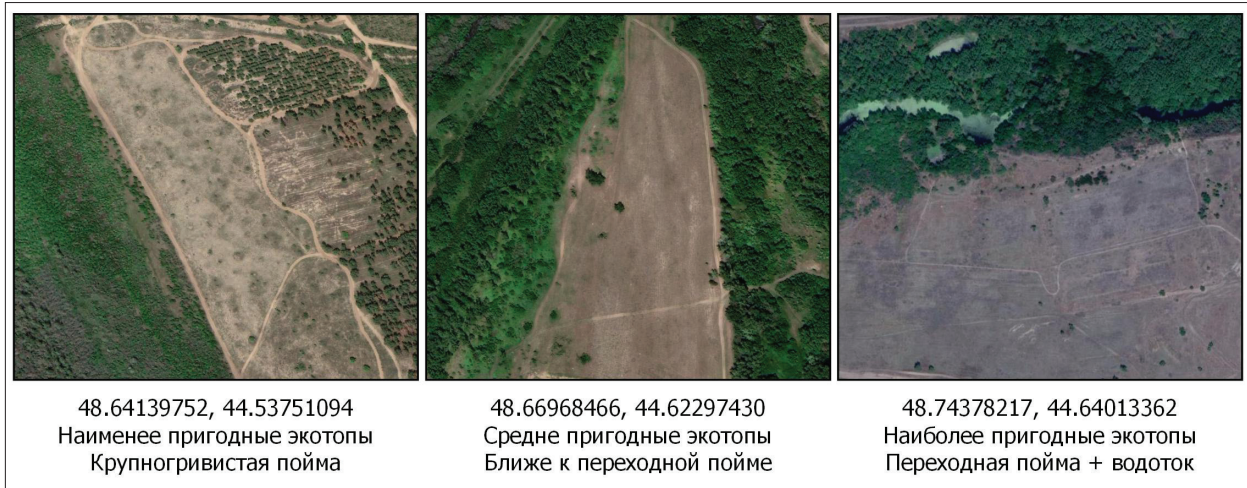 48.64139752, 44.53751094
Наименее пригодные экотопы
Крупногривистая пойма
48.66968466, 44.62297430
Средне пригодные экотопы
Ближе к переходной пойме
48.74378217, 44.64013362
Наиболее пригодные экотопы
Переходная пойма + водоток